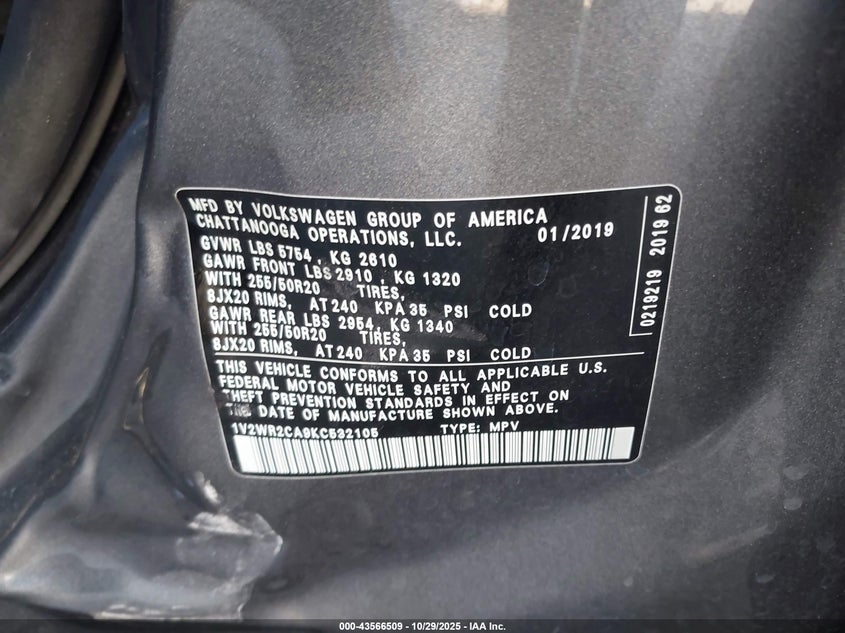 MFD BY VOLKSWAGEN GROUP OF AMERICA
CHATTANOOGA OPERATIONS, LLC. 01/2019
GVWR LBS 5754 , KG 2610
GAWR FRONT LBS 2910 , KG 1320
WITH 255/50R20 TIRES,
8JX20 RIMS, AT 240 KPA 35 PSI COLD
GAWR REAR LBS 2954, KG 1340
WITH 255/50R20 TIRES,
8JX20 RIMS, AT 240 KPA 35 PSI COLD
THIS VEHICLE CONFORMS TO ALL APPLICABLE U.S.
FEDERAL MOTOR VEHICLE SAFETY AND
THEFT PREVENTION STANDARDS IN EFFECT ON
THE DATE OF MANUFACTURE SHOWN ABOVE.
1V2WR2CA9KC532105 TYPE: MPV
0219219 2019 62
000-43566509 | 10/29/2025 | IAA Inc.